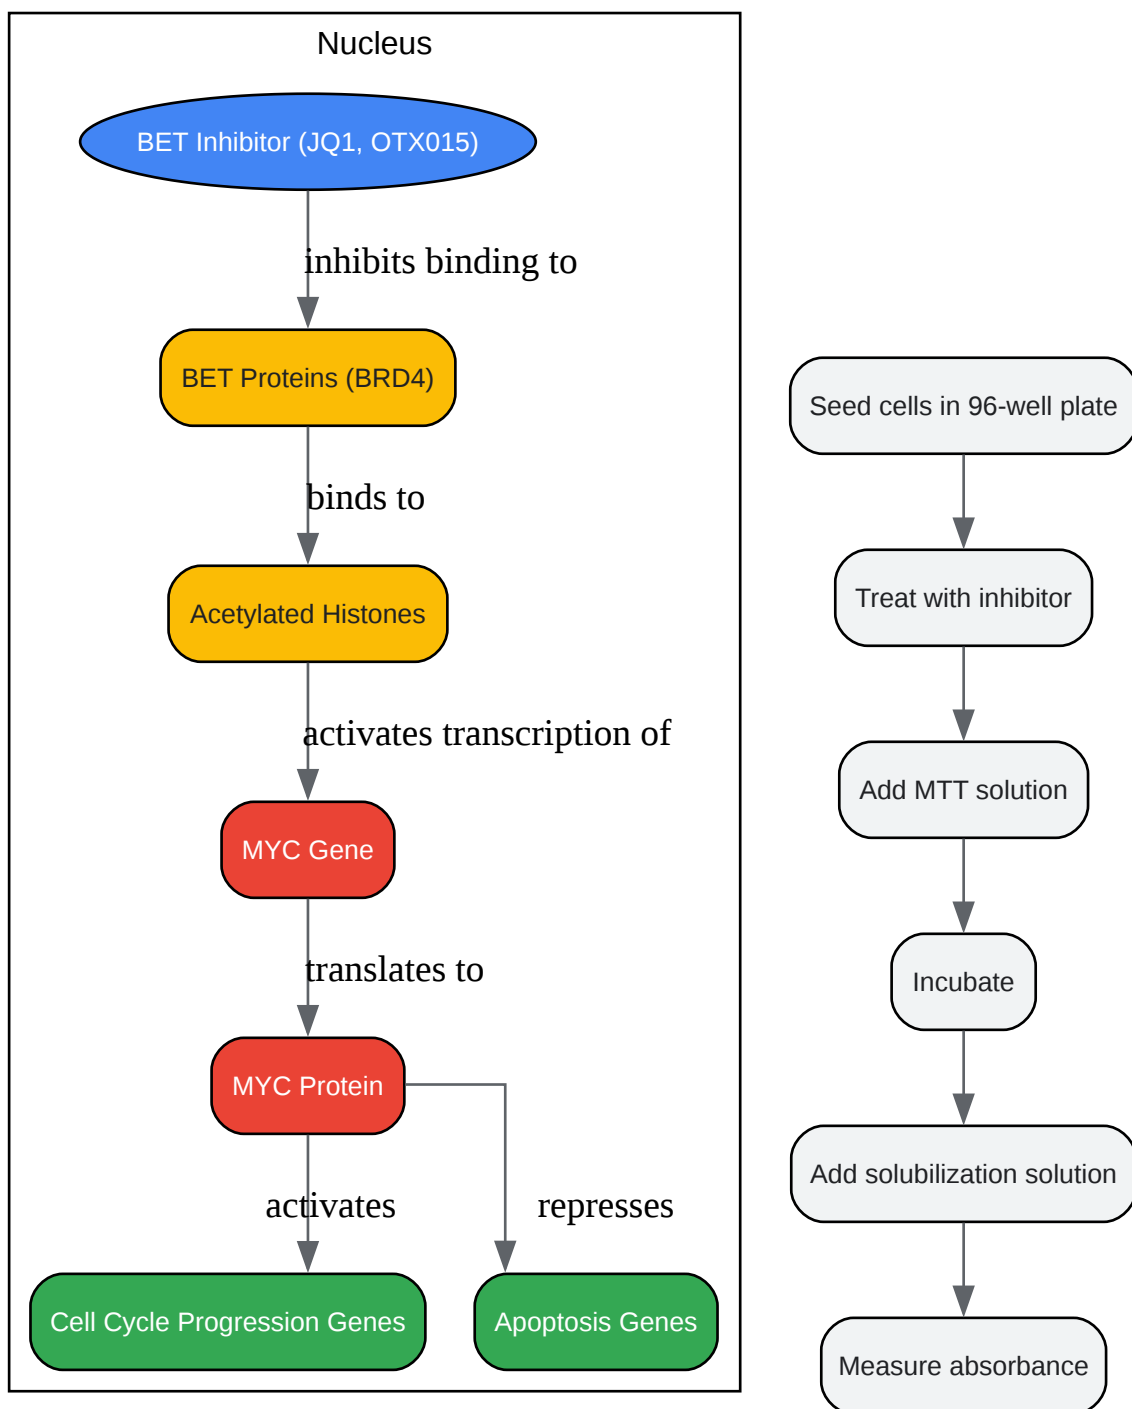 Nucleus
BET Inhibitor (JQ1, OTX015)
inhibits binding to
BET Proteins (BRD4)
binds to
Acetylated Histones
activates transcription of
MYC Gene
translates to
MYC Protein
activates
represses
Cell Cycle Progression Genes
Apoptosis Genes
Seed cells in 96-well plate
Treat with inhibitor
Add MTT solution
Incubate
Add solubilization solution
Measure absorbance